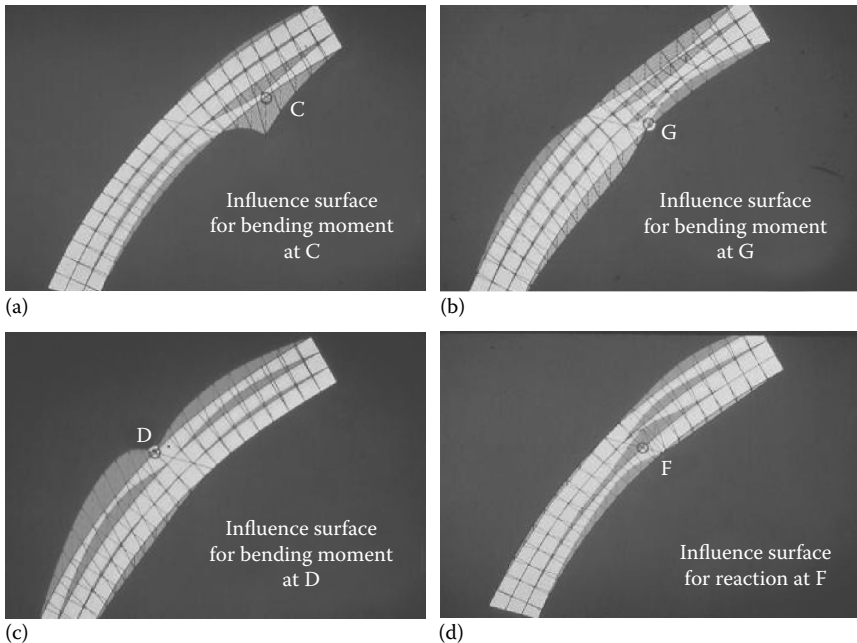 C
Influence surface
for bending moment
at C
(a)
G
Influence surface
for bending moment
at G
(b)
D
Influence surface
for bending moment
at D
(c)
F
Influence surface
for reaction at F
(d)